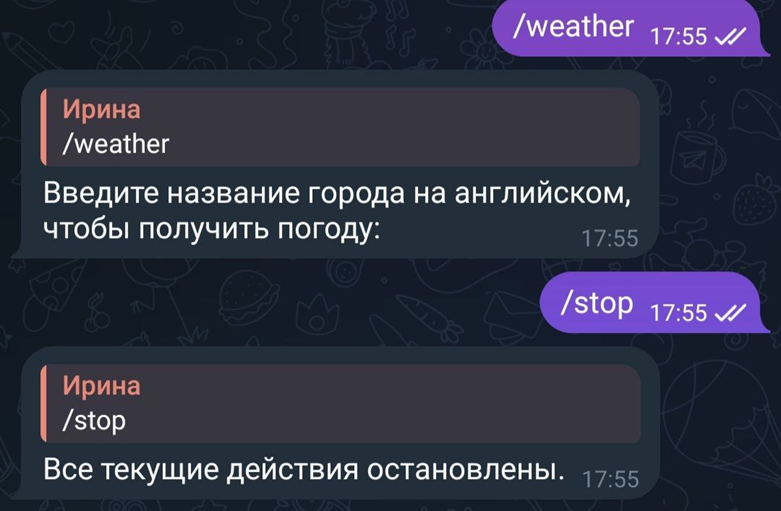 /weather 17:55
Ирина
/weather
Введите название города на английском,
чтобы получить погоду:
17:55
/stop 17:55
Ирина
/stop
Все текущие действия остановлены. 17:55